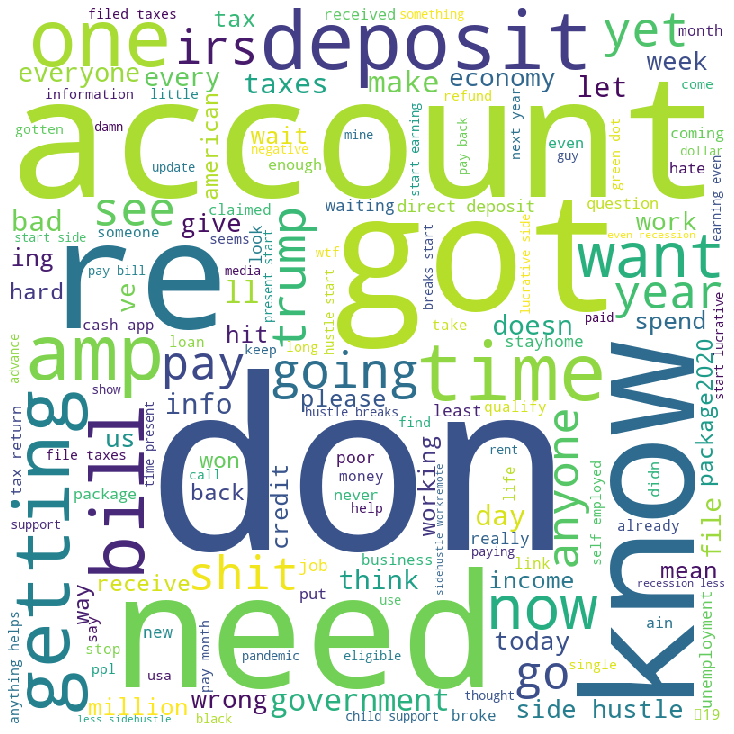 filed taxes
tax
received
something
one
irs
deposit
yet
month
everyone
every
taxes
make
economy
week
information
little
american
refund
let
come
account
gotten
damn
update
wait
negative
mine
enough
start earning
pay back
even
next year
guy
green dot
coming
dollar
hate
bad
see
claimed
give
waiting
direct deposit
question
work
earning even
start side
someone
seems
look
trump
got
want
even recession
ing
ve
ll
pay bill
media
present start
wtf
breaks start
lucrative side
year
hard
re
cash app
hit
loan
keep
long
hustle start
take
doesn
stayhome
paid
spend
start lucrative
advance
amp
pay
going
time
show
please
least
qualify
package2020
getting
bill
info
hustle breaks
find
know
tax return
us
file taxes
time present
won
call
rent
poor
money
never
help
don
working
life
anyone
self employed
didn
file
package
back
credit
day
really
already
support
sidehustle workremote
paying
mean
recession less
shit
job
business
link
think
income
receive
put
use
need
now
ain
unemployment
anything helps
way
say
stop
new
ppl
usa
pay month
pandemic
eligible
today
thought
go
single
million
wrong
government
side hustle
less sidehustle
black
child support
broke
19